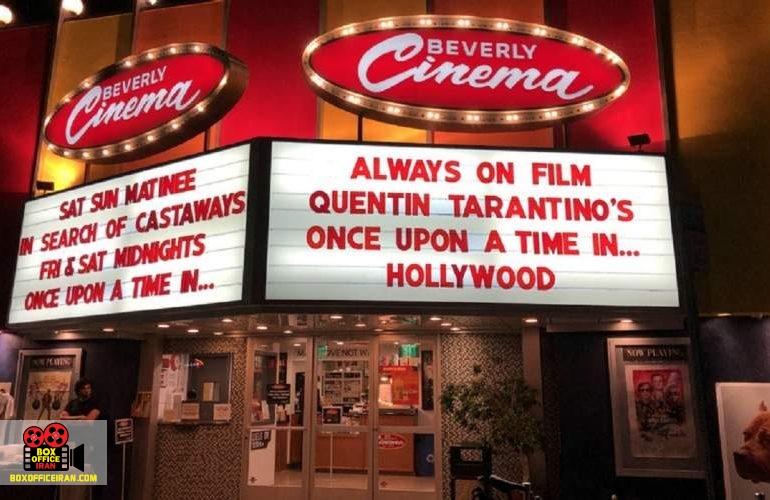 BEVERLY
Cinema
BEVERLY
Cinema
SAT SUN MATINEE
IN SEARCH OF CASTAWAYS
FRI & SAT MIDNIGHTS
ONCE UPON A TIME IN...
ALWAYS ON FILM
QUENTIN TARANTINO'S
ONCE UPON A TIME IN...
HOLLYWOOD
NOW PLAYING
NOW PLAYING
BOX
OFFICE
IRAN
BOXOFFICEIRAN.COM